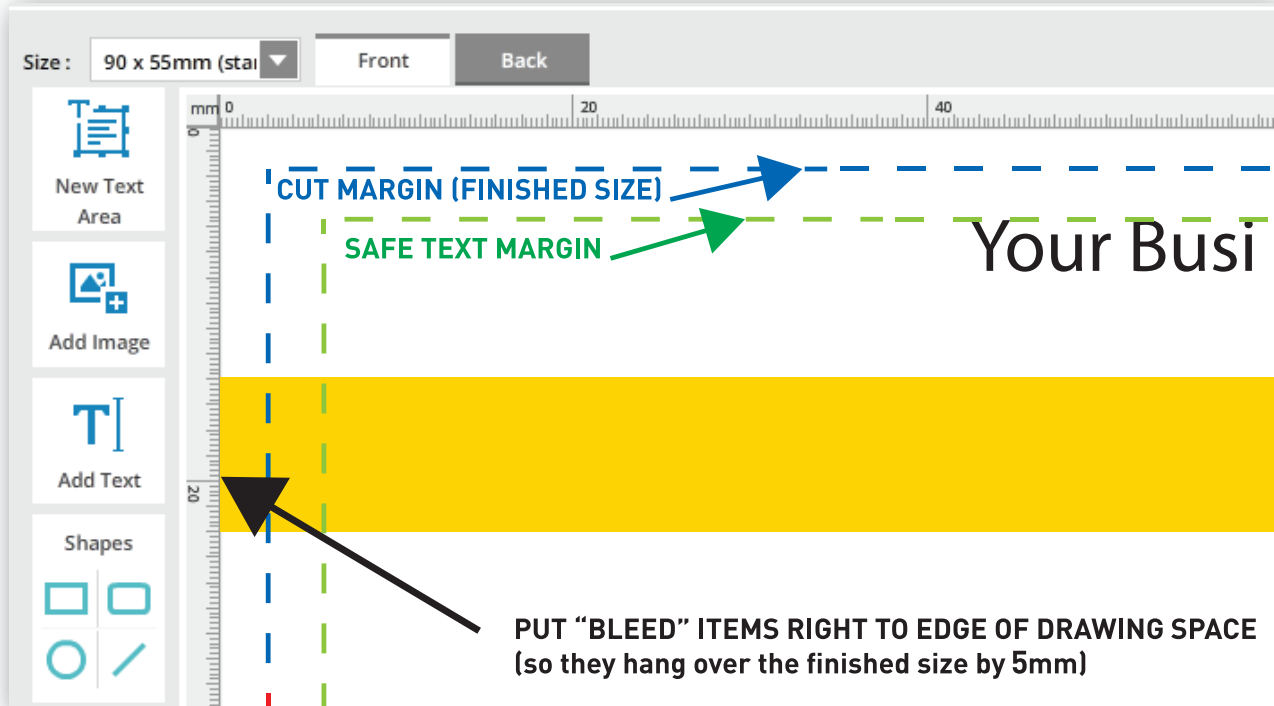 Size :
90 x 55mm (star
Front
Back
mm
0
20
40
0
20
New Text
Area
Add Image
Add Text
Shapes
CUT MARGIN (FINISHED SIZE)
SAFE TEXT MARGIN
Your Busi
PUT “BLEED” ITEMS RIGHT TO EDGE OF DRAWING SPACE
(so they hang over the finished size by 5mm)